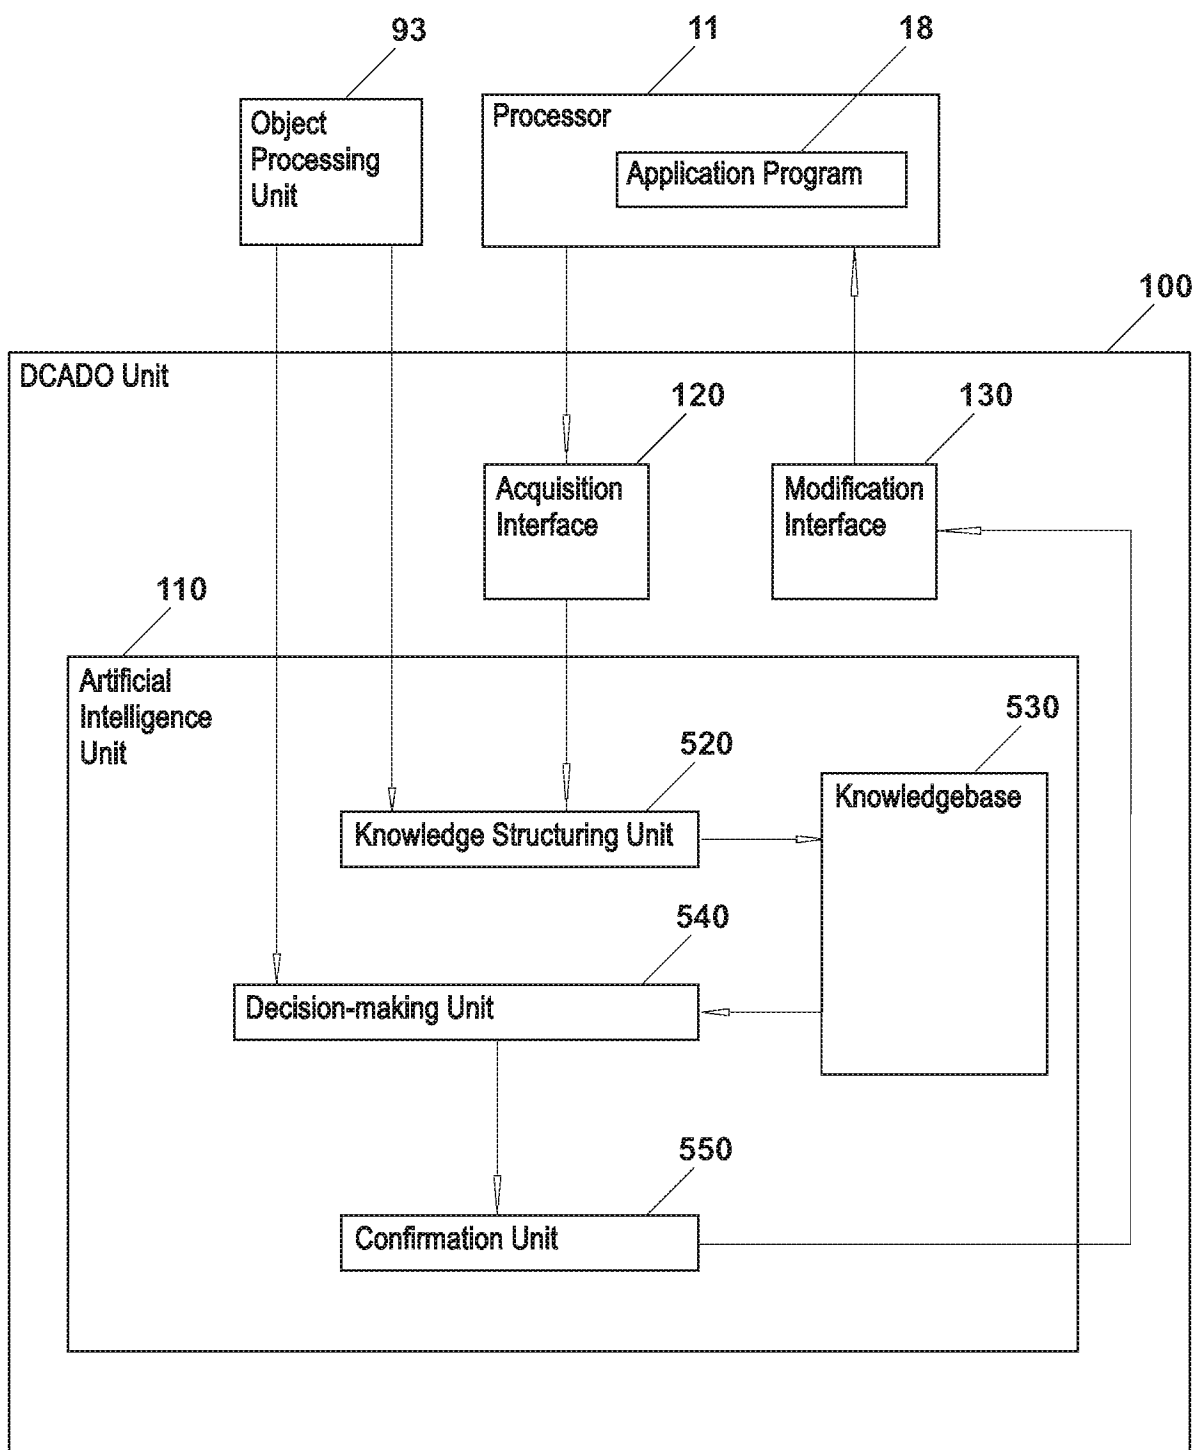 93
11
18
Object
Processing
Unit
Processor
Application Program
100
DCADO Unit
120
130
Acquisition
Interface
Modification
Interface
110
Artificial
Intelligence
Unit
520
530
Knowledge Structuring Unit
Knowledgebase
540
Decision-making Unit
550
Confirmation Unit